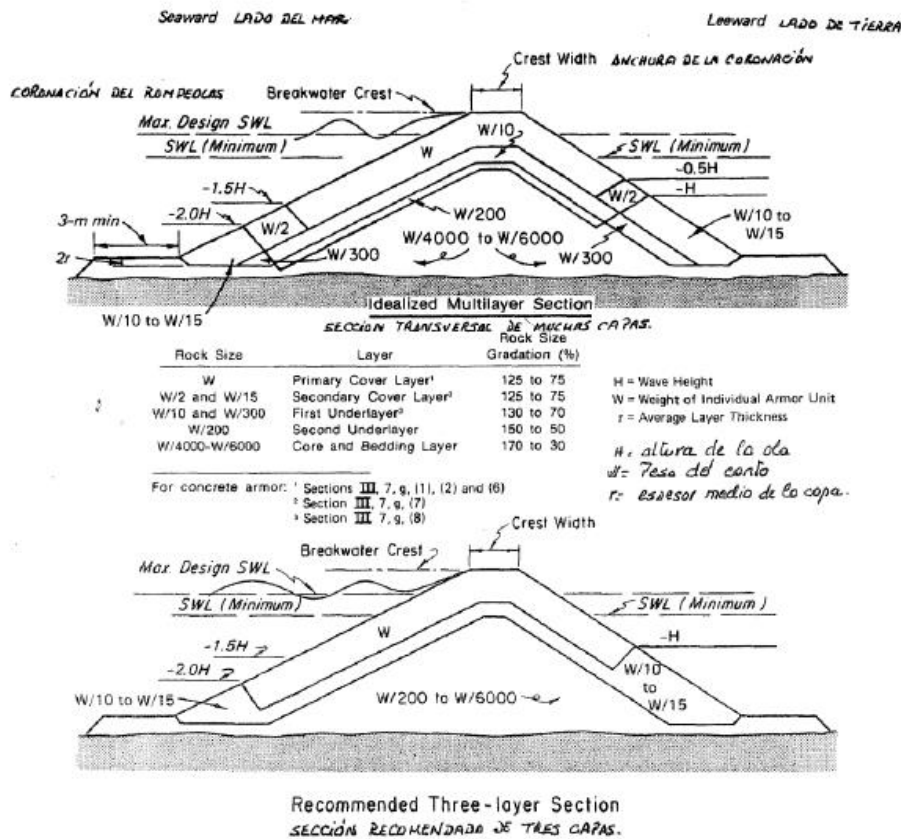 Seaward LADO DEL MAR
Leeward LADO DE TIERRA
Crest Width ANCHURA DE LA CORONACIÓN
CORONACIÓN DEL ROMPEOLAS
Breakwater Crest
Max. Design SWL
SWL (Minimum)
SWL (Minimum)
W/10
W
-0.5H
-H
-1.5H
-2.0H
W/2
W/2
3-m min
2r
W/200
W/10 to W/15
W/300
W/4000 to W/6000
W/300
W/10 to W/15
Idealized Multilayer Section
SECCION TRANSVERSAL DE MUCHAS CAPAS.
Rock Size Layer Rock Size Gradation (%)
W Primary Cover Layer¹ 125 to 75
W/2 and W/15 Secondary Cover Layer² 125 to 75
W/10 and W/300 First Underlayer³ 130 to 70
W/200 Second Underlayer 150 to 50
W/4000-W/6000 Core and Bedding Layer 170 to 30
H = Wave Height
W = Weight of Individual Armor Unit
r = Average Layer Thickness
H = altura de la ola
W = Peso del canto
r = espesor medio de la capa.
For concrete armor: ¹ Sections III, 7, g, (1), (2) and (6)
² Section III, 7, g, (7)
³ Section III, 7, g, (8)
Crest Width
Breakwater Crest
Max. Design SWL
SWL (Minimum)
SWL (Minimum)
W
-1.5H
-H
-2.0H
W/10 to W/15
W/200 to W/6000
W/10 to W/15
Recommended Three-layer Section
SECCIÓN RECOMENDADA DE TRES CAPAS.